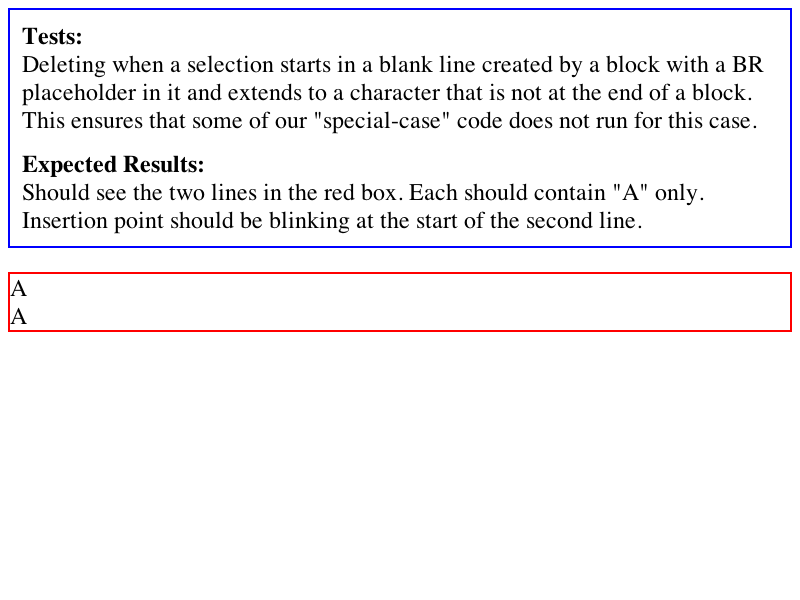 Tests:
Deleting when a selection starts in a blank line created by a block with a BR
placeholder in it and extends to a character that is not at the end of a block.
This ensures that some of our "special-case" code does not run for this case.
Expected Results:
Should see the two lines in the red box. Each should contain "A" only.
Insertion point should be blinking at the start of the second line.
A
A